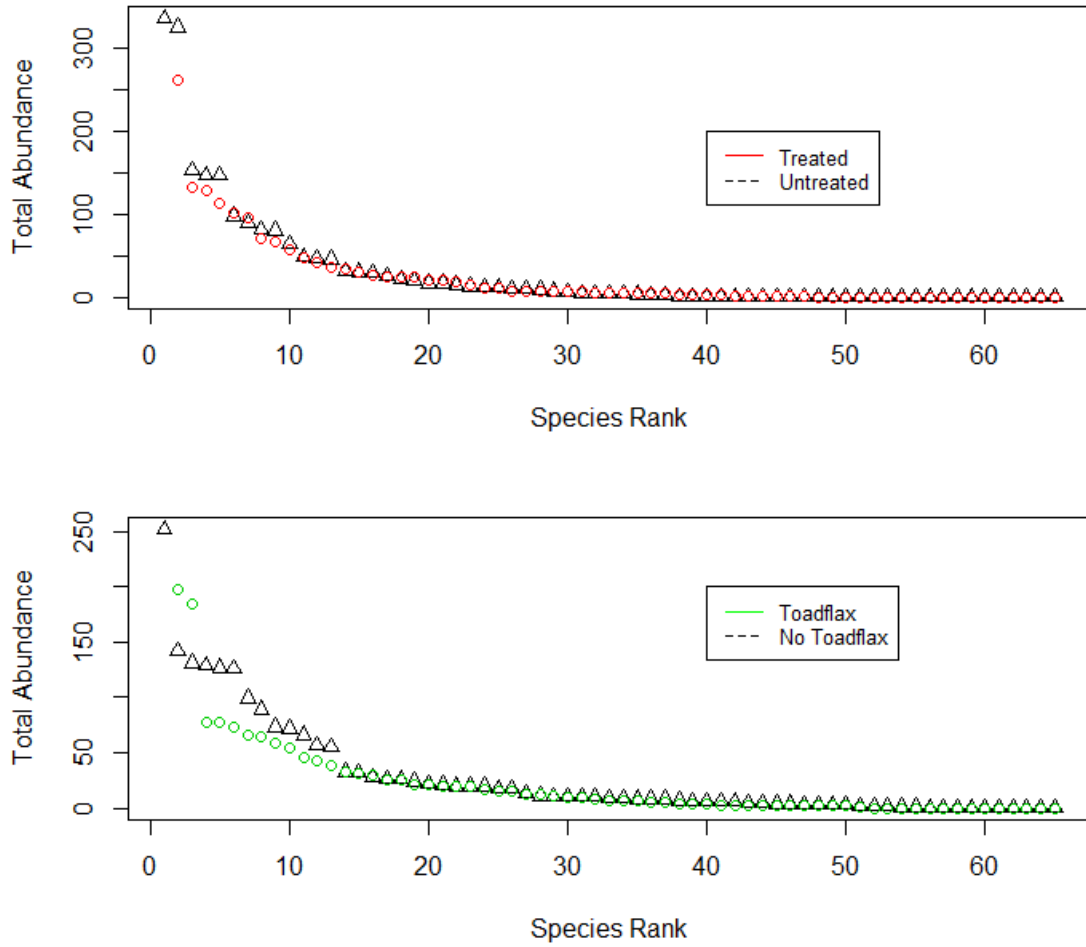 Total Abundance
300
200
100
0
Treated
Untreated
0 10 20 30 40 50 60
Species Rank
Total Abundance
250
150
50
0
Toadflax
No Toadflax
0 10 20 30 40 50 60
Species Rank